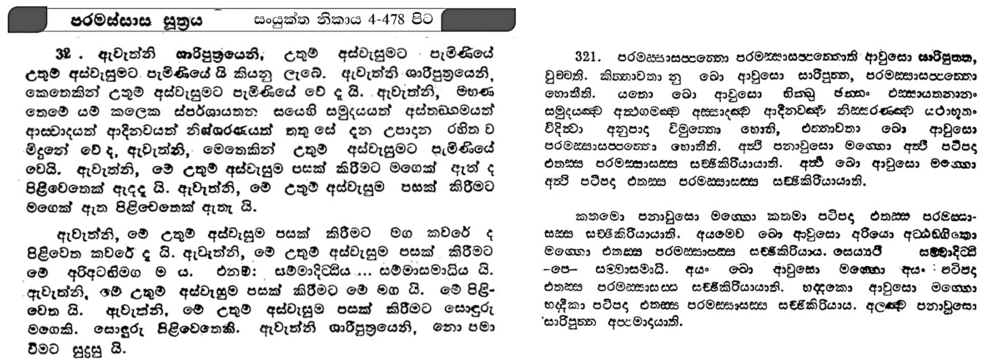 පරමස්සාස සූත්‍රය සංයුක්ත නිකාය 4-478 පිට
32 . ඇවැත්නි ශාරිපුත්‍රයෙනි, උතුම් අස්වැසුමට පැමිණියේ
උතුම් අස්වැසුමට පැමිණියේ යි කියනු ලැබේ. ඇවැත්නි ශාරිපුත්‍රයෙනි,
කෙතෙකින් උතුම් අස්වැසුමට පැමිණියේ වේ ද යි. ඇවැත්නි, මහණ
තෙමේ යම් කලෙක ස්පර්ශායතන සයෙහි සමුදයයත් අස්තඞ්ගමයත්
ආස්වාදයත් ආදීනවයත් නිශ්ශරණයත් තතු සේ දැන උපාදාන රහිත ව
මිදුනේ වේ ද, ඇවැත්නි, මෙතෙකින් උතුම් අස්වැසුමට පැමිණියේ
වෙයි. ඇවැත්නි, මේ උතුම් අස්වැසුම පසක් කිරීමට මගෙක් ඇත් ද
පිළිවෙතෙක් ඇදද යි. ඇවැත්නි, මේ උතුම් අස්වැසුම පසක් කිරීමට
මගෙක් ඇත පිළිවෙතෙක් ඇතැ යි.
ඇවැත්නි, මේ උතුම් අස්වැසුම පසක් කිරීමට මග කවරේ ද
පිළිවෙත කවරේ ද යි. ඇවැත්නි, මේ උතුම් අස්වැසුම පසක් කිරීමට
මේ අරිඅටඟිමග ම ය. එනම්: සම්මාදිට්ඨිය ... සම්මාසමාධිය යි.
ඇවැත්නි, මේ උතුම් අස්වැසුම පසක් කිරීමට මේ මග යි. මේ පිළි-
වෙත යි. ඇවැත්නි, මේ උතුම් අස්වැසුම පසක් කිරීමට සොඳුරු
මගෙකි. සොඳුරු පිළිවෙතෙකි. ඇවැත්නි ශාරිපුත්‍රයෙනි, නො පමා
වීමට සුදුසු යි.
321. පරමස්සාසප්පත්තො පරමස්සාසප්පත්තොති ආවුසො සාරිපුත්ත,
වුච්චති. කිත්තාවතා නු ඛො ආවුසො සාරිපුත්ත, පරමස්සාසප්පත්තො
හොතීති. යතො ඛො ආවුසො භික්ඛු ඡන්නං ඵස්සායතනානං
සමුදයඤ්ච අත්ථගමඤ්ච අස්සාදඤ්ච ආදීනවඤ්ච නිස්සරණඤ්ච යථාභූතං
විදිත්වා අනුපාදා විමුත්තො හොති, එත්තාවතා ඛො ආවුසො
පරමස්සාසප්පත්තො හොතීති. අත්ථි පනාවුසො මග්ගො අත්ථි පටිපදා
එතස්ස පරමස්සාසස්ස සච්ඡිකිරියායාති. අත්ථි ඛො ආවුසො මග්ගො
අත්ථි පටිපදා එතස්ස පරමස්සාසස්ස සච්ඡිකිරියායාති.
කතමො පනාවුසො මග්ගො කතමා පටිපදා එතස්ස පරමස්සා-
සස්ස සච්ඡිකිරියායාති. අයමෙව ඛො ආවුසො අරියො අට්ඨඞ්ගිකො
මග්ගො එතස්ස පරමස්සාසස්ස සච්ඡිකිරියාය. සෙය්‍යථි සම්මාදිට්ඨි
-පෙ- සම්මාසමාධි. අයං ඛො ආවුසො මග්ගො අයං පටිපදා
එතස්ස පරමස්සාසස්ස සච්ඡිකිරියායාති. භද්දකො ආවුසො මග්ගො
භද්දිකා පටිපදා එතස්ස පරමස්සාසස්ස සච්ඡිකිරියාය. අලඤ්ච පනාවුසො
සාරිපුත්ත අප්පමාදායාති.